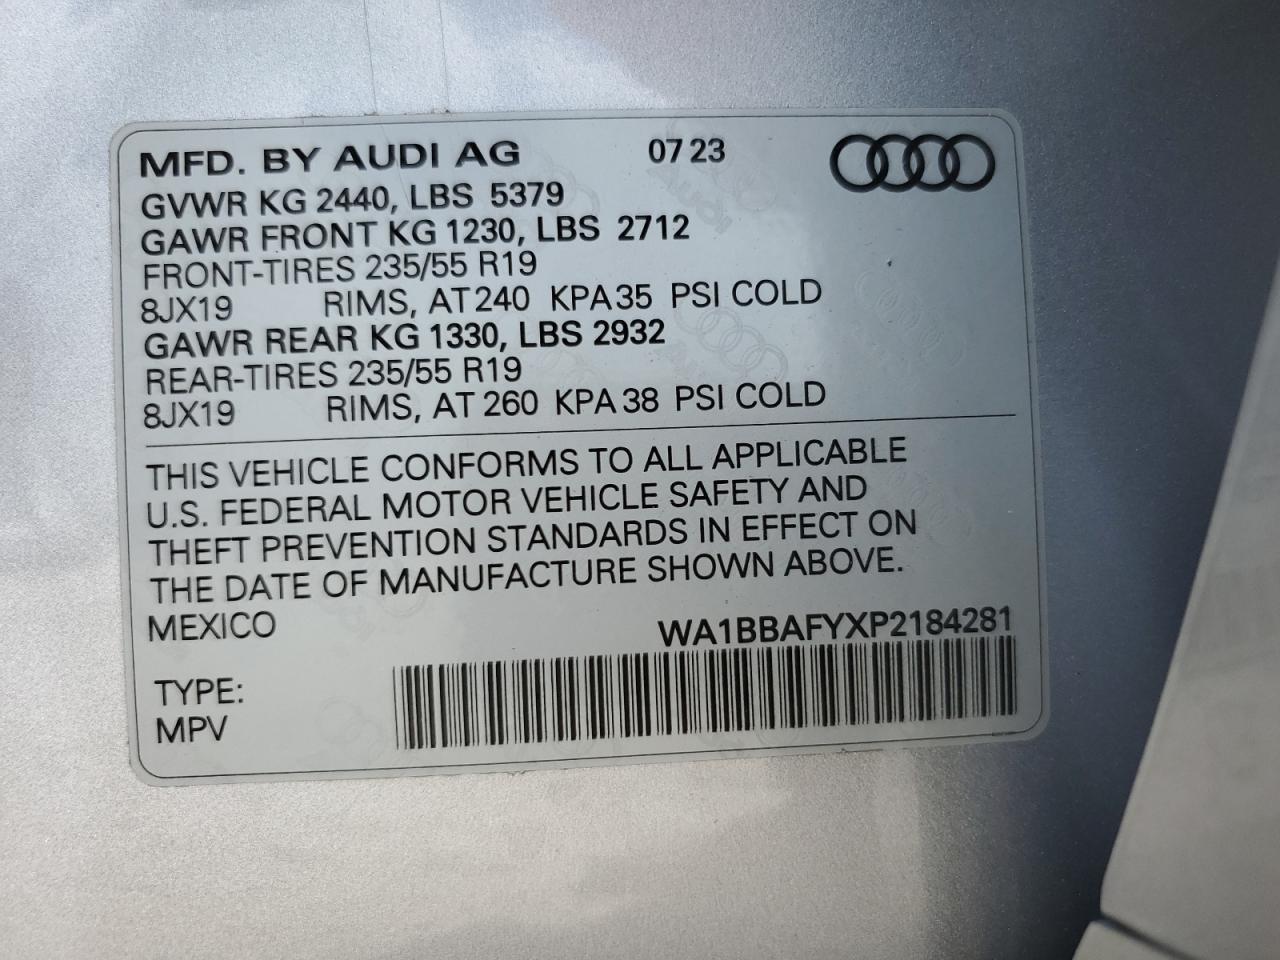 MFD. BY AUDI AG 07 23
GVWR KG 2440, LBS 5379
GAWR FRONT KG 1230, LBS 2712
FRONT-TIRES 235/55 R19
8JX19 RIMS, AT 240 KPA 35 PSI COLD
GAWR REAR KG 1330, LBS 2932
REAR-TIRES 235/55 R19
8JX19 RIMS, AT 260 KPA 38 PSI COLD
THIS VEHICLE CONFORMS TO ALL APPLICABLE
U.S. FEDERAL MOTOR VEHICLE SAFETY AND
THEFT PREVENTION STANDARDS IN EFFECT ON
THE DATE OF MANUFACTURE SHOWN ABOVE.
MEXICO WA1BBAFYXP2184281
TYPE:
MPV